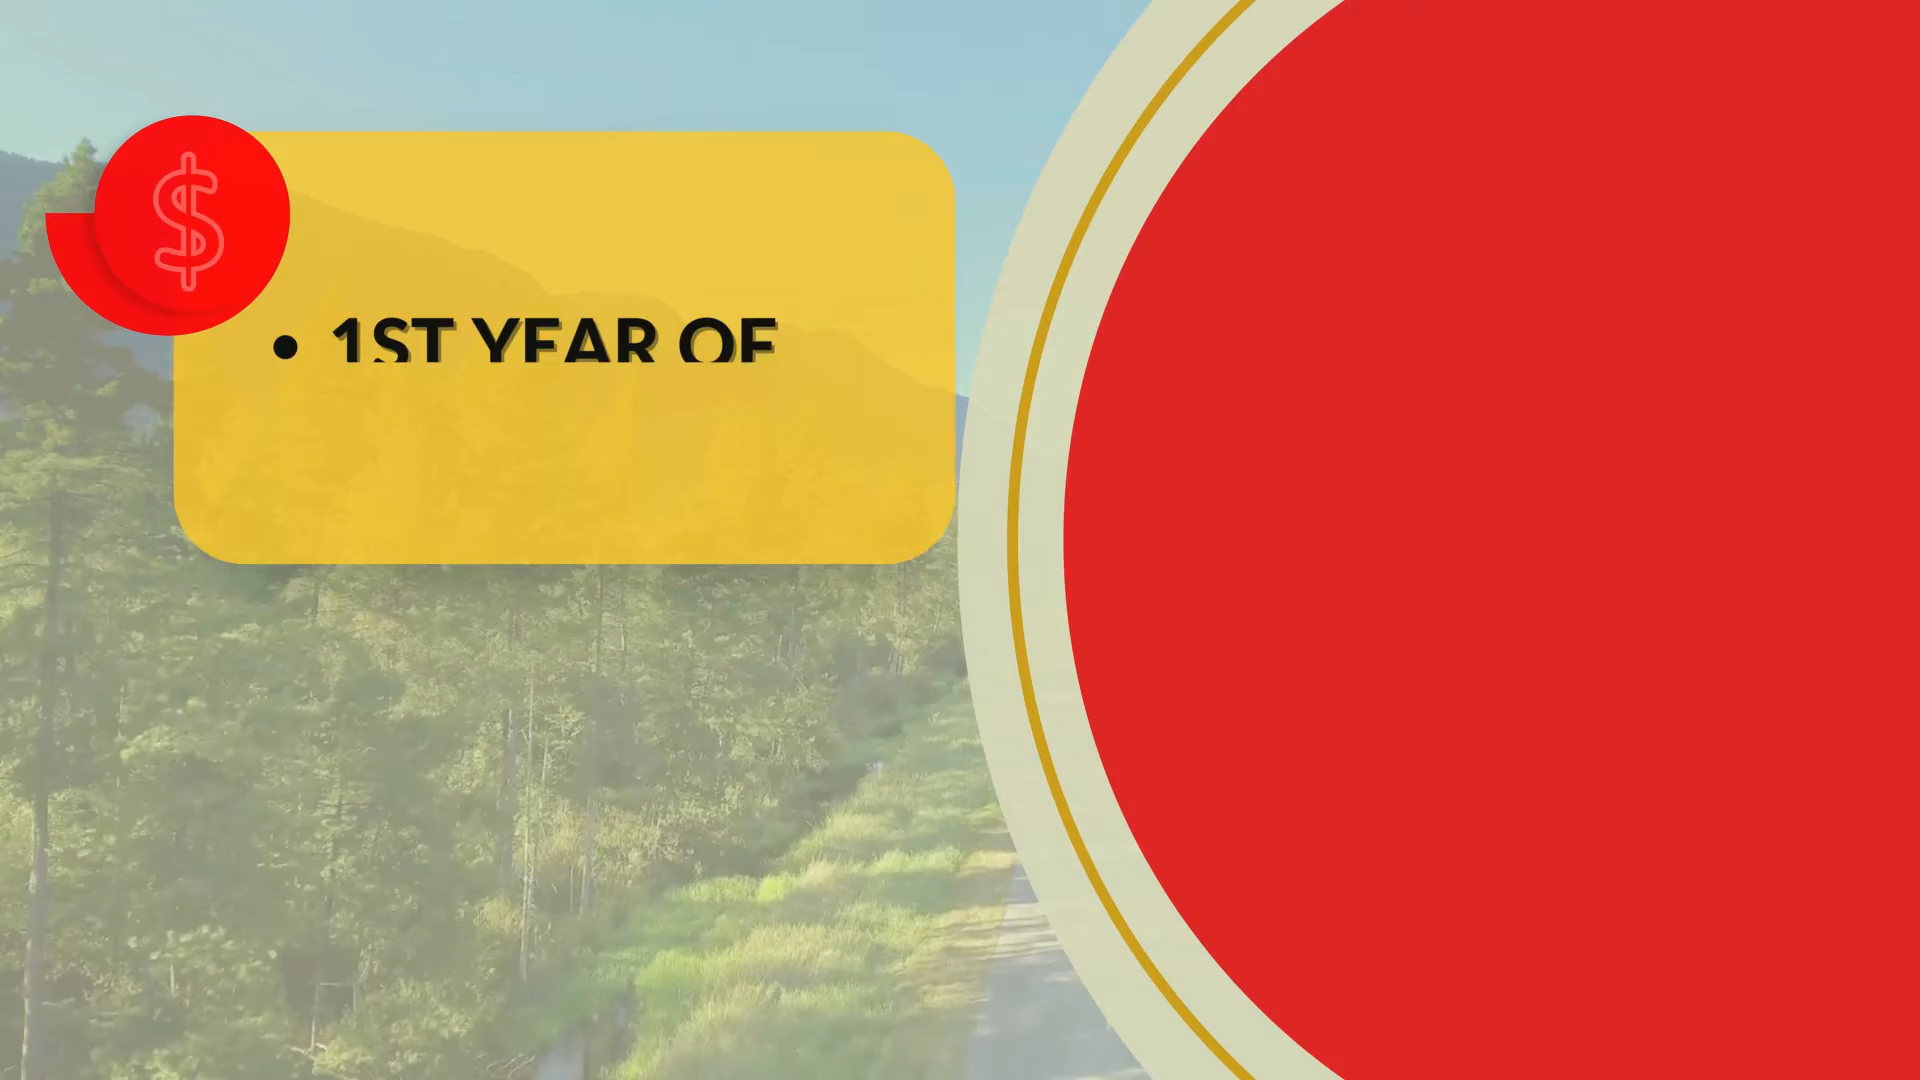 • 1ST YEAR OF